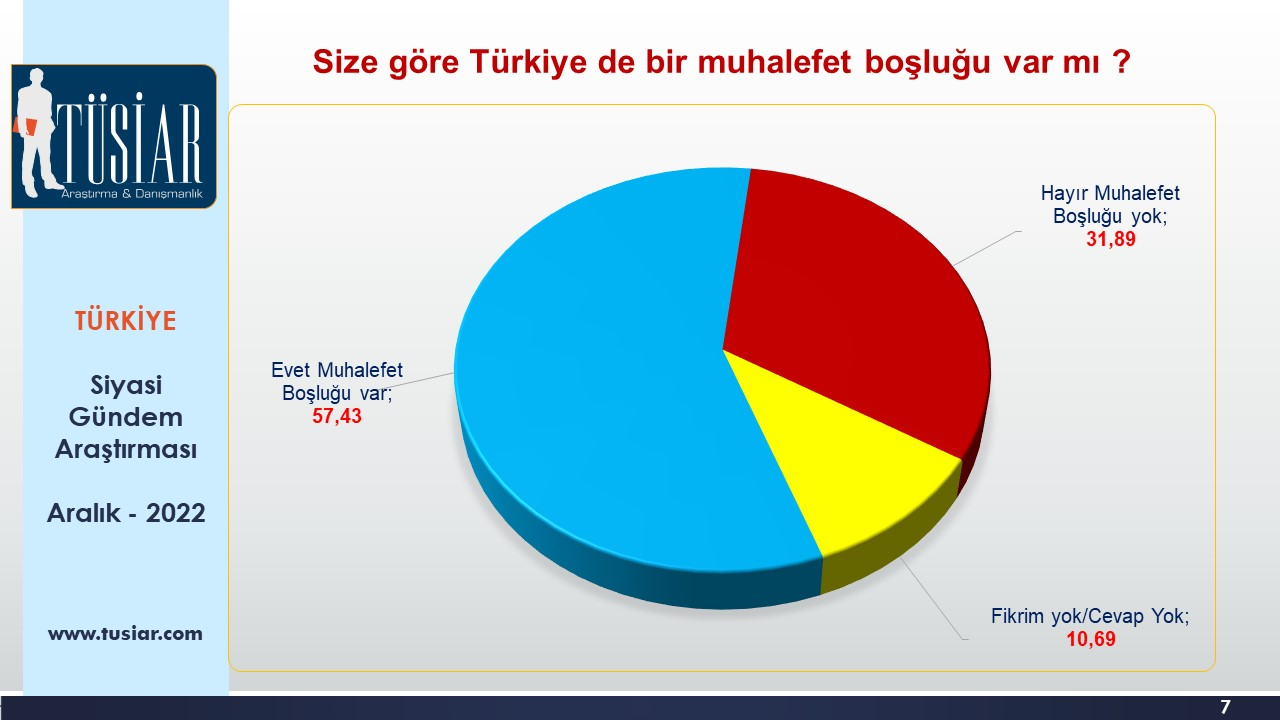 Size göre Türkiye de bir muhalefet boşluğu var mı ?
TÜSİAR
Araştırma & Danışmanlık
TÜRKİYE
Siyasi
Gündem
Araştırması
Aralık - 2022
www.tusiar.com
Hayır Muhalefet
Boşluğu yok;
31,89
Evet Muhalefet
Boşluğu var;
57,43
Fikrim yok/Cevap Yok;
10,69
7